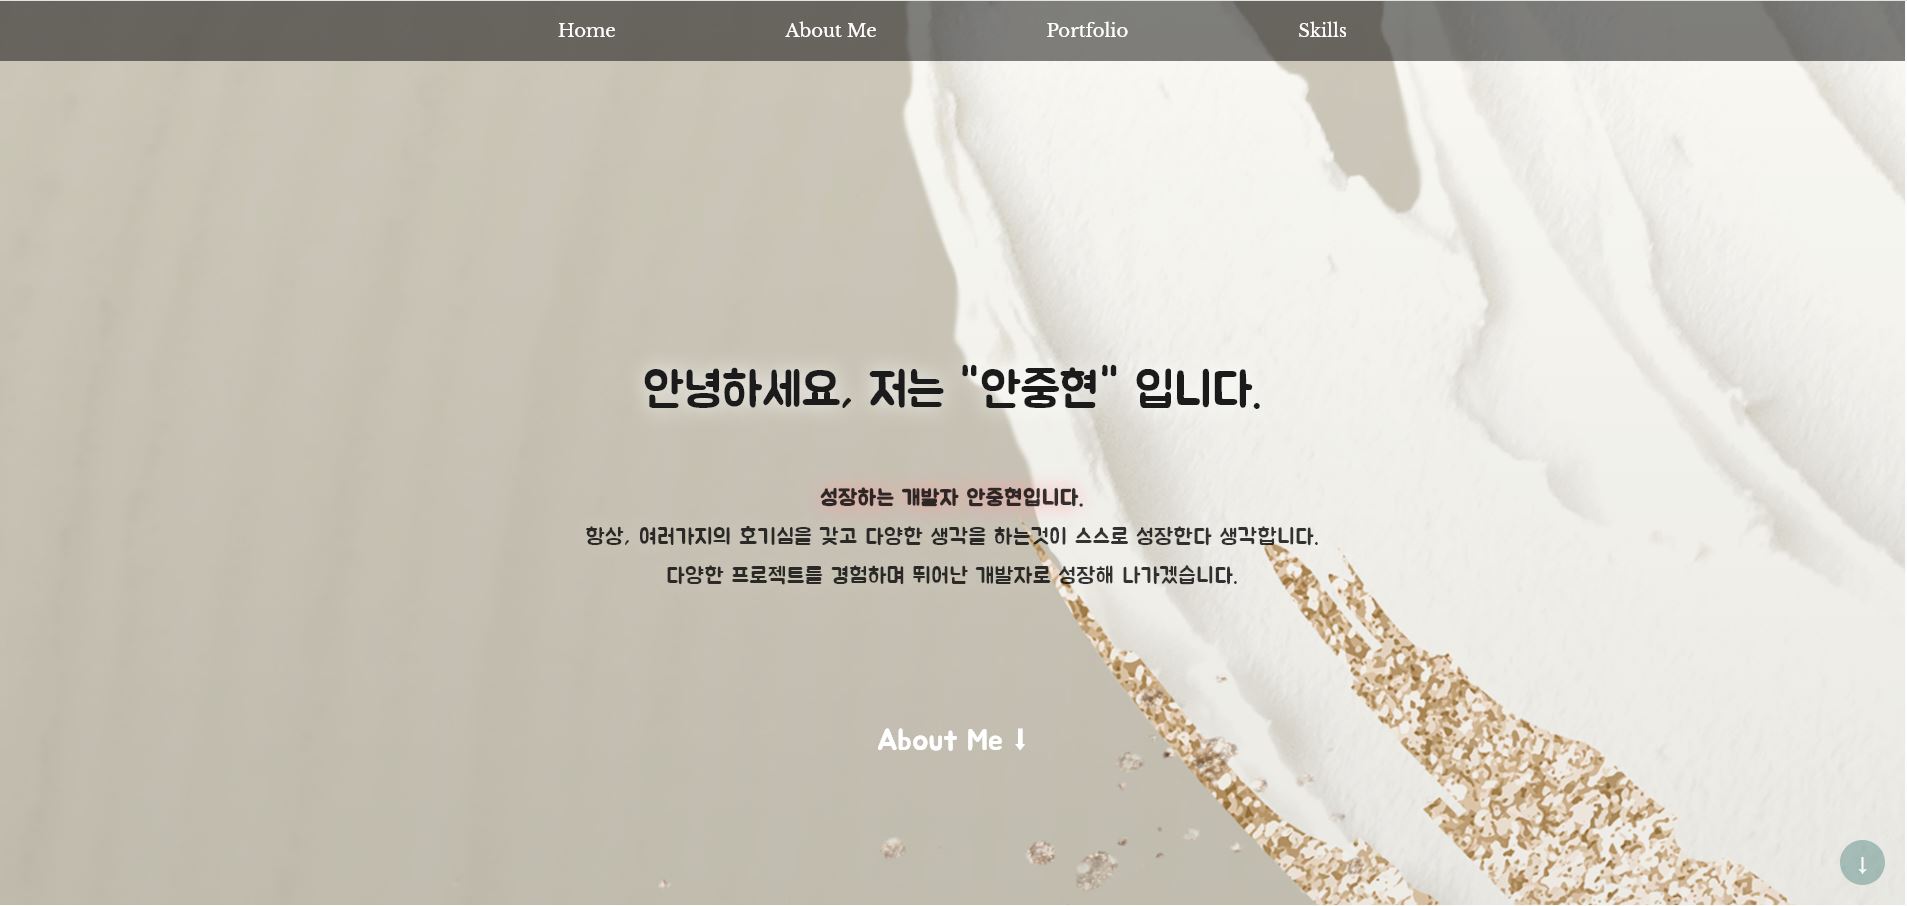 Home About Me Portfolio Skills
안녕하세요, 저는 "안중현" 입니다.
성장하는 개발자 안중현입니다.
항상, 여러가지의 호기심을 갖고 다양한 생각을 하는것이 스스로 성장한다 생각합니다.
다양한 프로젝트를 경험하며 뛰어난 개발자로 성장해 나가겠습니다.
About Me ⬇
↓